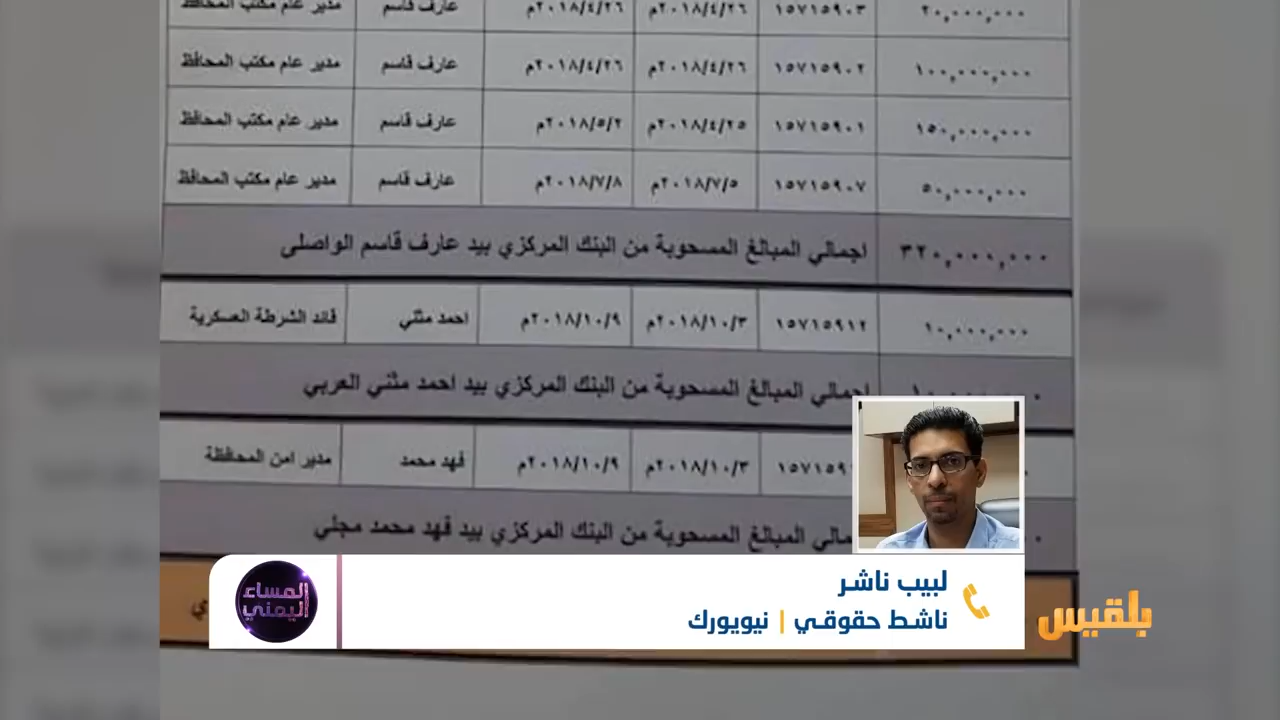 ٢٠,٠٠٠,٠٠٠ ١٥٧١٥٩٠٣ ٢٠١٨/٤/٢٦م ٢٠١٨/٤/٢٦م عارف قاسم مدير عام مكتب المحافظ
١٠٠,٠٠٠,٠٠٠ ١٥٧١٥٩٠٢ ٢٠١٨/٤/٢٦م ٢٠١٨/٤/٢٦م عارف قاسم مدير عام مكتب المحافظ
١٥٠,٠٠٠,٠٠٠ ١٥٧١٥٩٠١ ٢٠١٨/٤/٢٥م ٢٠١٨/٥/٢م عارف قاسم مدير عام مكتب المحافظ
٥٠,٠٠٠,٠٠٠ ١٥٧١٥٩٠٧ ٢٠١٨/٧/٥م ٢٠١٨/٧/٨م عارف قاسم مدير عام مكتب المحافظ
٣٢٠,٠٠٠,٠٠٠ اجمالي المبالغ المسحوبة من البنك المركزي بيد عارف قاسم الواصلي
١٠,٠٠٠,٠٠٠ ١٥٧١٥٩١٢ ٢٠١٨/١٠/٣م ٢٠١٨/١٠/٩م احمد مثني قائد الشرطة العسكرية
اجمالي المبالغ المسحوبة من البنك المركزي بيد احمد مثني العربي
٢٠١٨/١٠/٣م ٢٠١٨/١٠/٩م فهد محمد مدير امن المحافظة
المبالغ المسحوبة من البنك المركزي بيد فهد محمد مجلي
لبيب ناشر
ناشط حقوقي | نيويورك
المساء
اليمني
بلقيس